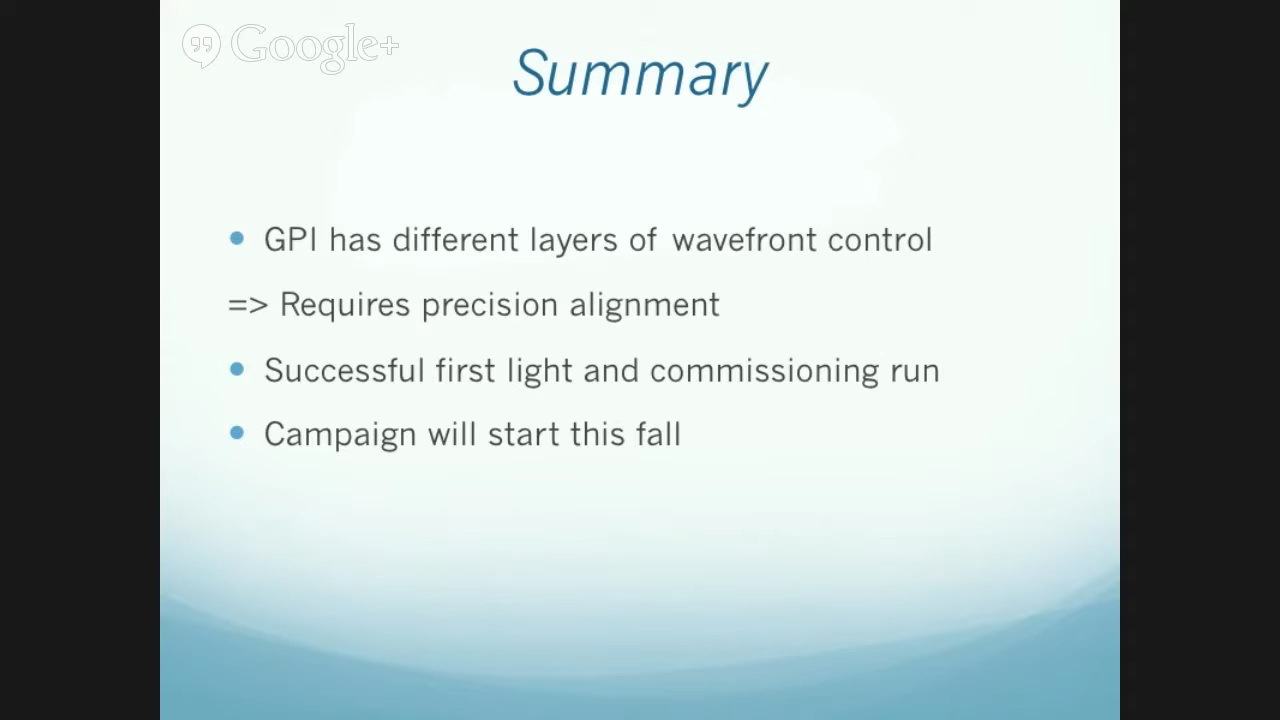 Google+
Summary
• GPI has different layers of wavefront control
=> Requires precision alignment
• Successful first light and commissioning run
• Campaign will start this fall